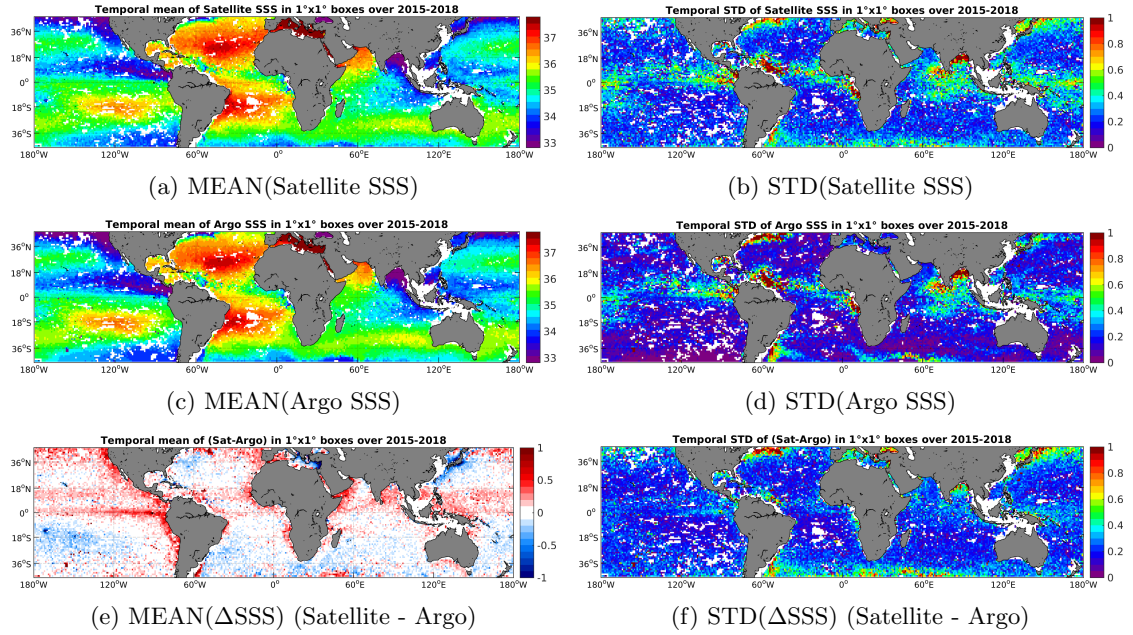 Temporal mean of Satellite SSS in 1°x1° boxes over 2015-2018
36°N
18°N
0°
18°S
36°S
180°W
120°W
60°W
0°
60°E
120°E
180°W
37
36
35
34
33
(a) MEAN(Satellite SSS)
Temporal STD of Satellite SSS in 1°x1° boxes over 2015-2018
36°N
18°N
0°
18°S
36°S
180°W
120°W
60°W
0°
60°E
120°E
180°W
1
0.8
0.6
0.4
0.2
0
(b) STD(Satellite SSS)
Temporal mean of Argo SSS in 1°x1° boxes over 2015-2018
36°N
18°N
0°
18°S
36°S
180°W
120°W
60°W
0°
60°E
120°E
180°W
37
36
35
34
33
(c) MEAN(Argo SSS)
Temporal STD of Argo SSS in 1°x1° boxes over 2015-2018
36°N
18°N
0°
18°S
36°S
180°W
120°W
60°W
0°
60°E
120°E
180°W
1
0.8
0.6
0.4
0.2
0
(d) STD(Argo SSS)
Temporal mean of (Sat-Argo) in 1°x1° boxes over 2015-2018
36°N
18°N
0°
18°S
36°S
180°W
120°W
60°W
0°
60°E
120°E
180°W
1
0.5
0
-0.5
-1
(e) MEAN(ΔSSS) (Satellite - Argo)
Temporal STD of (Sat-Argo) in 1°x1° boxes over 2015-2018
36°N
18°N
0°
18°S
36°S
180°W
120°W
60°W
0°
60°E
120°E
180°W
1
0.8
0.6
0.4
0.2
0
(f) STD(ΔSSS) (Satellite - Argo)